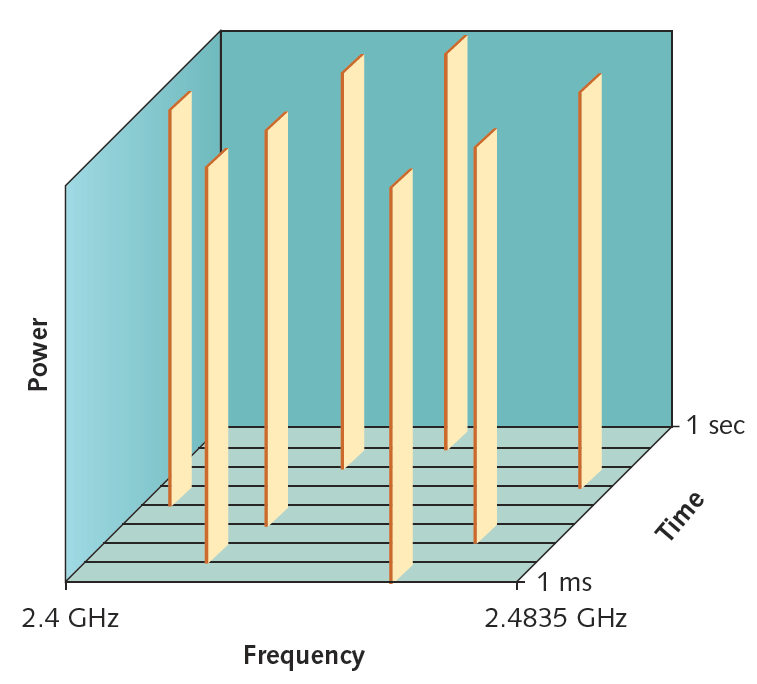 Power
1 sec
Time
1 ms
2.4 GHz
2.4835 GHz
Frequency